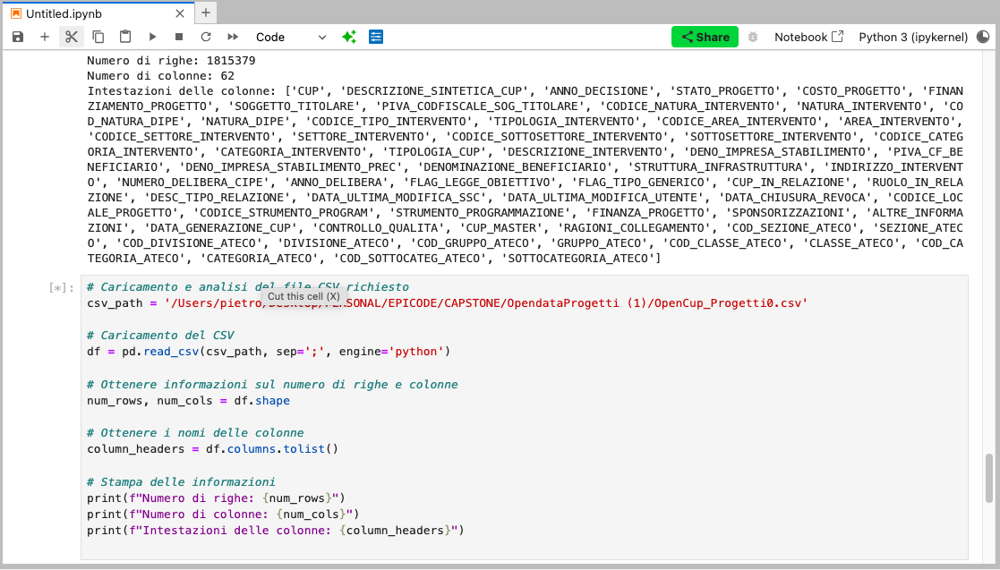 Untitled.ipynb
Code
Share
Notebook
Python 3 (ipykernel)
Numero di righe: 1815379
Numero di colonne: 62
Intestazioni delle colonne: ['CUP', 'DESCRIZIONE_SINTETICA_CUP', 'ANNO_DECISIONE', 'STATO_PROGETTO', 'COSTO_PROGETTO', 'FINAN
ZIAMENTO_PROGETTO', 'SOGGETTO_TITOLARE', 'PIVA_CODFISCALE_SOG_TITOLARE', 'CODICE_NATURA_INTERVENTO', 'NATURA_INTERVENTO', 'CO
D_NATURA_DIPE', 'NATURA_DIPE', 'CODICE_TIPO_INTERVENTO', 'TIPOLOGIA_INTERVENTO', 'CODICE_AREA_INTERVENTO', 'AREA_INTERVENTO',
'CODICE_SETTORE_INTERVENTO', 'SETTORE_INTERVENTO', 'CODICE_SOTTOSETTORE_INTERVENTO', 'SOTTOSETTORE_INTERVENTO', 'CODICE_CATEG
ORIA_INTERVENTO', 'CATEGORIA_INTERVENTO', 'TIPOLOGIA_CUP', 'DESCRIZIONE_INTERVENTO', 'DENO_IMPRESA_STABILIMENTO', 'PIVA_CF_BE
NEFICIARIO', 'DENO_IMPRESA_STABILIMENTO_PREC', 'DENOMINAZIONE_BENEFICIARIO', 'STRUTTURA_INFRASTRUTTURA', 'INDIRIZZO_INTERVENT
O', 'NUMERO_DELIBERA_CIPE', 'ANNO_DELIBERA', 'FLAG_LEGGE_OBIETTIVO', 'FLAG_TIPO_GENERICO', 'CUP_IN_RELAZIONE', 'RUOLO_IN_RELA
ZIONE', 'DESC_TIPO_RELAZIONE', 'DATA_ULTIMA_MODIFICA_SSC', 'DATA_ULTIMA_MODIFICA_UTENTE', 'DATA_CHIUSURA_REVOCA', 'CODICE_LOC
ALE_PROGETTO', 'CODICE_STRUMENTO_PROGRAM', 'STRUMENTO_PROGRAMMAZIONE', 'FINANZA_PROGETTO', 'SPONSORIZZAZIONI', 'ALTRE_INFORMA
ZIONI', 'DATA_GENERAZIONE_CUP', 'CONTROLLO_QUALITA', 'CUP_MASTER', 'RAGIONI_COLLEGAMENTO', 'COD_SEZIONE_ATECO', 'SEZIONE_ATEC
O', 'COD_DIVISIONE_ATECO', 'DIVISIONE_ATECO', 'COD_GRUPPO_ATECO', 'GRUPPO_ATECO', 'COD_CLASSE_ATECO', 'CLASSE_ATECO', 'COD_CA
TEGORIA_ATECO', 'CATEGORIA_ATECO', 'COD_SOTTOCATEG_ATECO', 'SOTTOCATEGORIA_ATECO']
[*]:
# Caricamento e analisi del file CSV richiesto
Cut this cell (X)
csv_path = '/Users/pietro/Desktop/PERSONAL/EPICODE/CAPSTONE/OpendataProgetti (1)/OpenCup_Progetti0.csv'
# Caricamento del CSV
df = pd.read_csv(csv_path, sep=';', engine='python')
# Ottenere informazioni sul numero di righe e colonne
num_rows, num_cols = df.shape
# Ottenere i nomi delle colonne
column_headers = df.columns.tolist()
# Stampa delle informazioni
print(f"Numero di righe: {num_rows}")
print(f"Numero di colonne: {num_cols}")
print(f"Intestazioni delle colonne: {column_headers}")